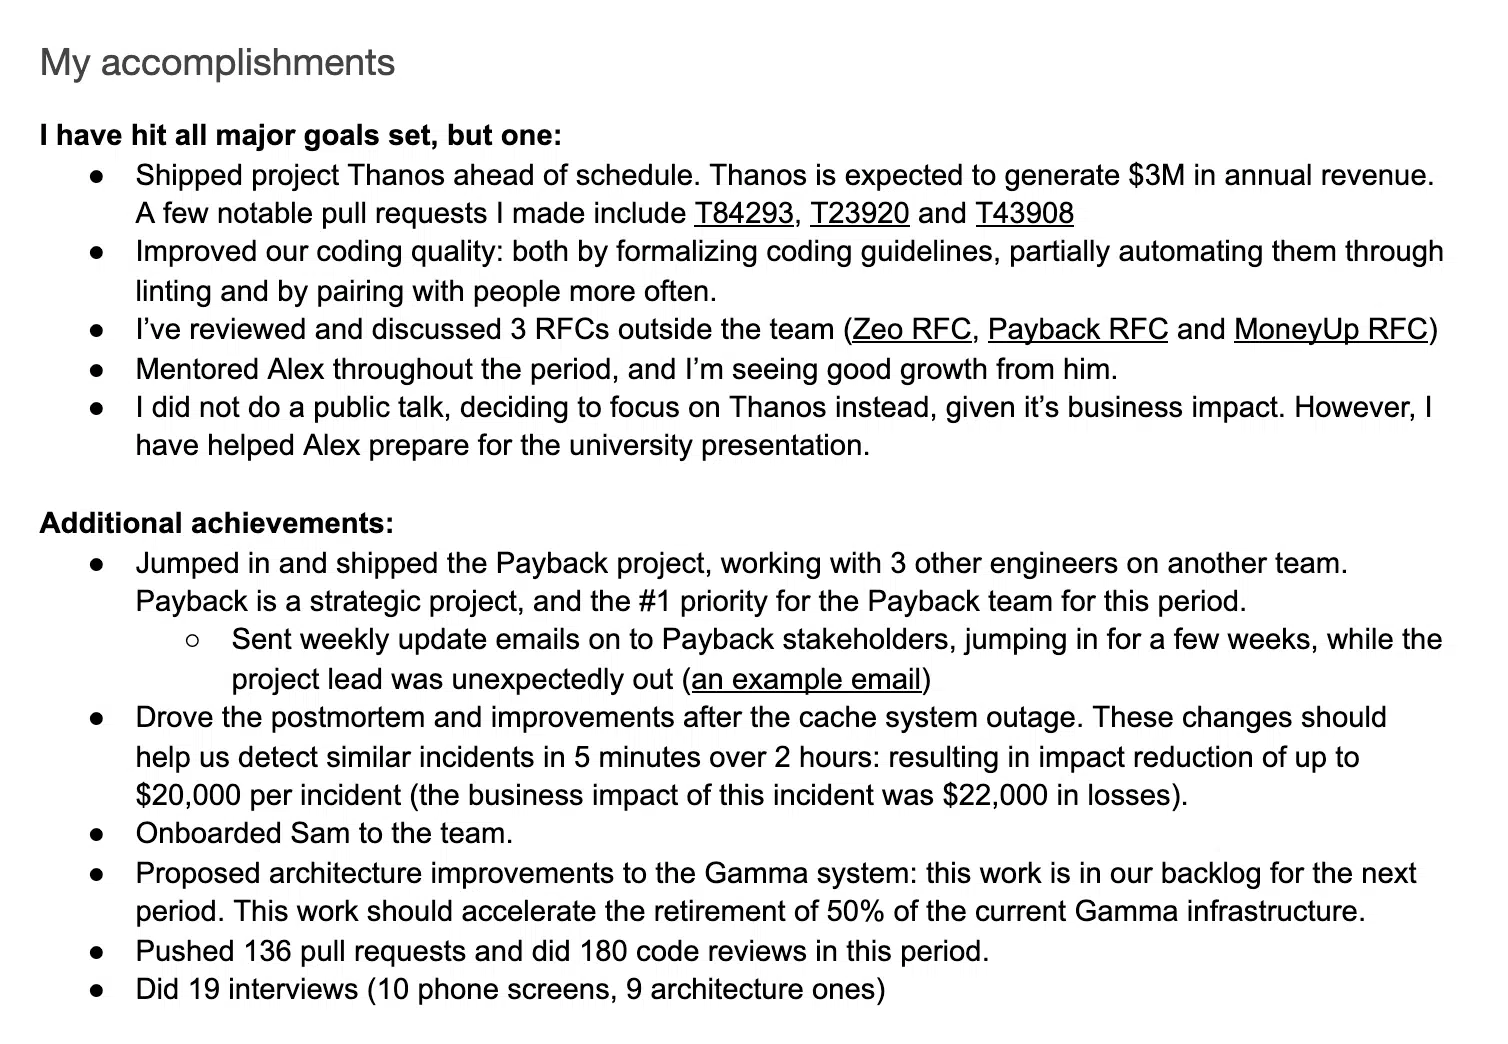 My accomplishments
I have hit all major goals set, but one:
● Shipped project Thanos ahead of schedule. Thanos is expected to generate $3M in annual revenue.
A few notable pull requests I made include T84293, T23920 and T43908
● Improved our coding quality: both by formalizing coding guidelines, partially automating them through
linting and by pairing with people more often.
● I’ve reviewed and discussed 3 RFCs outside the team (Zeo RFC, Payback RFC and MoneyUp RFC)
● Mentored Alex throughout the period, and I’m seeing good growth from him.
● I did not do a public talk, deciding to focus on Thanos instead, given it’s business impact. However, I
have helped Alex prepare for the university presentation.
Additional achievements:
● Jumped in and shipped the Payback project, working with 3 other engineers on another team.
Payback is a strategic project, and the #1 priority for the Payback team for this period.
○ Sent weekly update emails on to Payback stakeholders, jumping in for a few weeks, while the
project lead was unexpectedly out (an example email)
● Drove the postmortem and improvements after the cache system outage. These changes should
help us detect similar incidents in 5 minutes over 2 hours: resulting in impact reduction of up to
$20,000 per incident (the business impact of this incident was $22,000 in losses).
● Onboarded Sam to the team.
● Proposed architecture improvements to the Gamma system: this work is in our backlog for the next
period. This work should accelerate the retirement of 50% of the current Gamma infrastructure.
● Pushed 136 pull requests and did 180 code reviews in this period.
● Did 19 interviews (10 phone screens, 9 architecture ones)